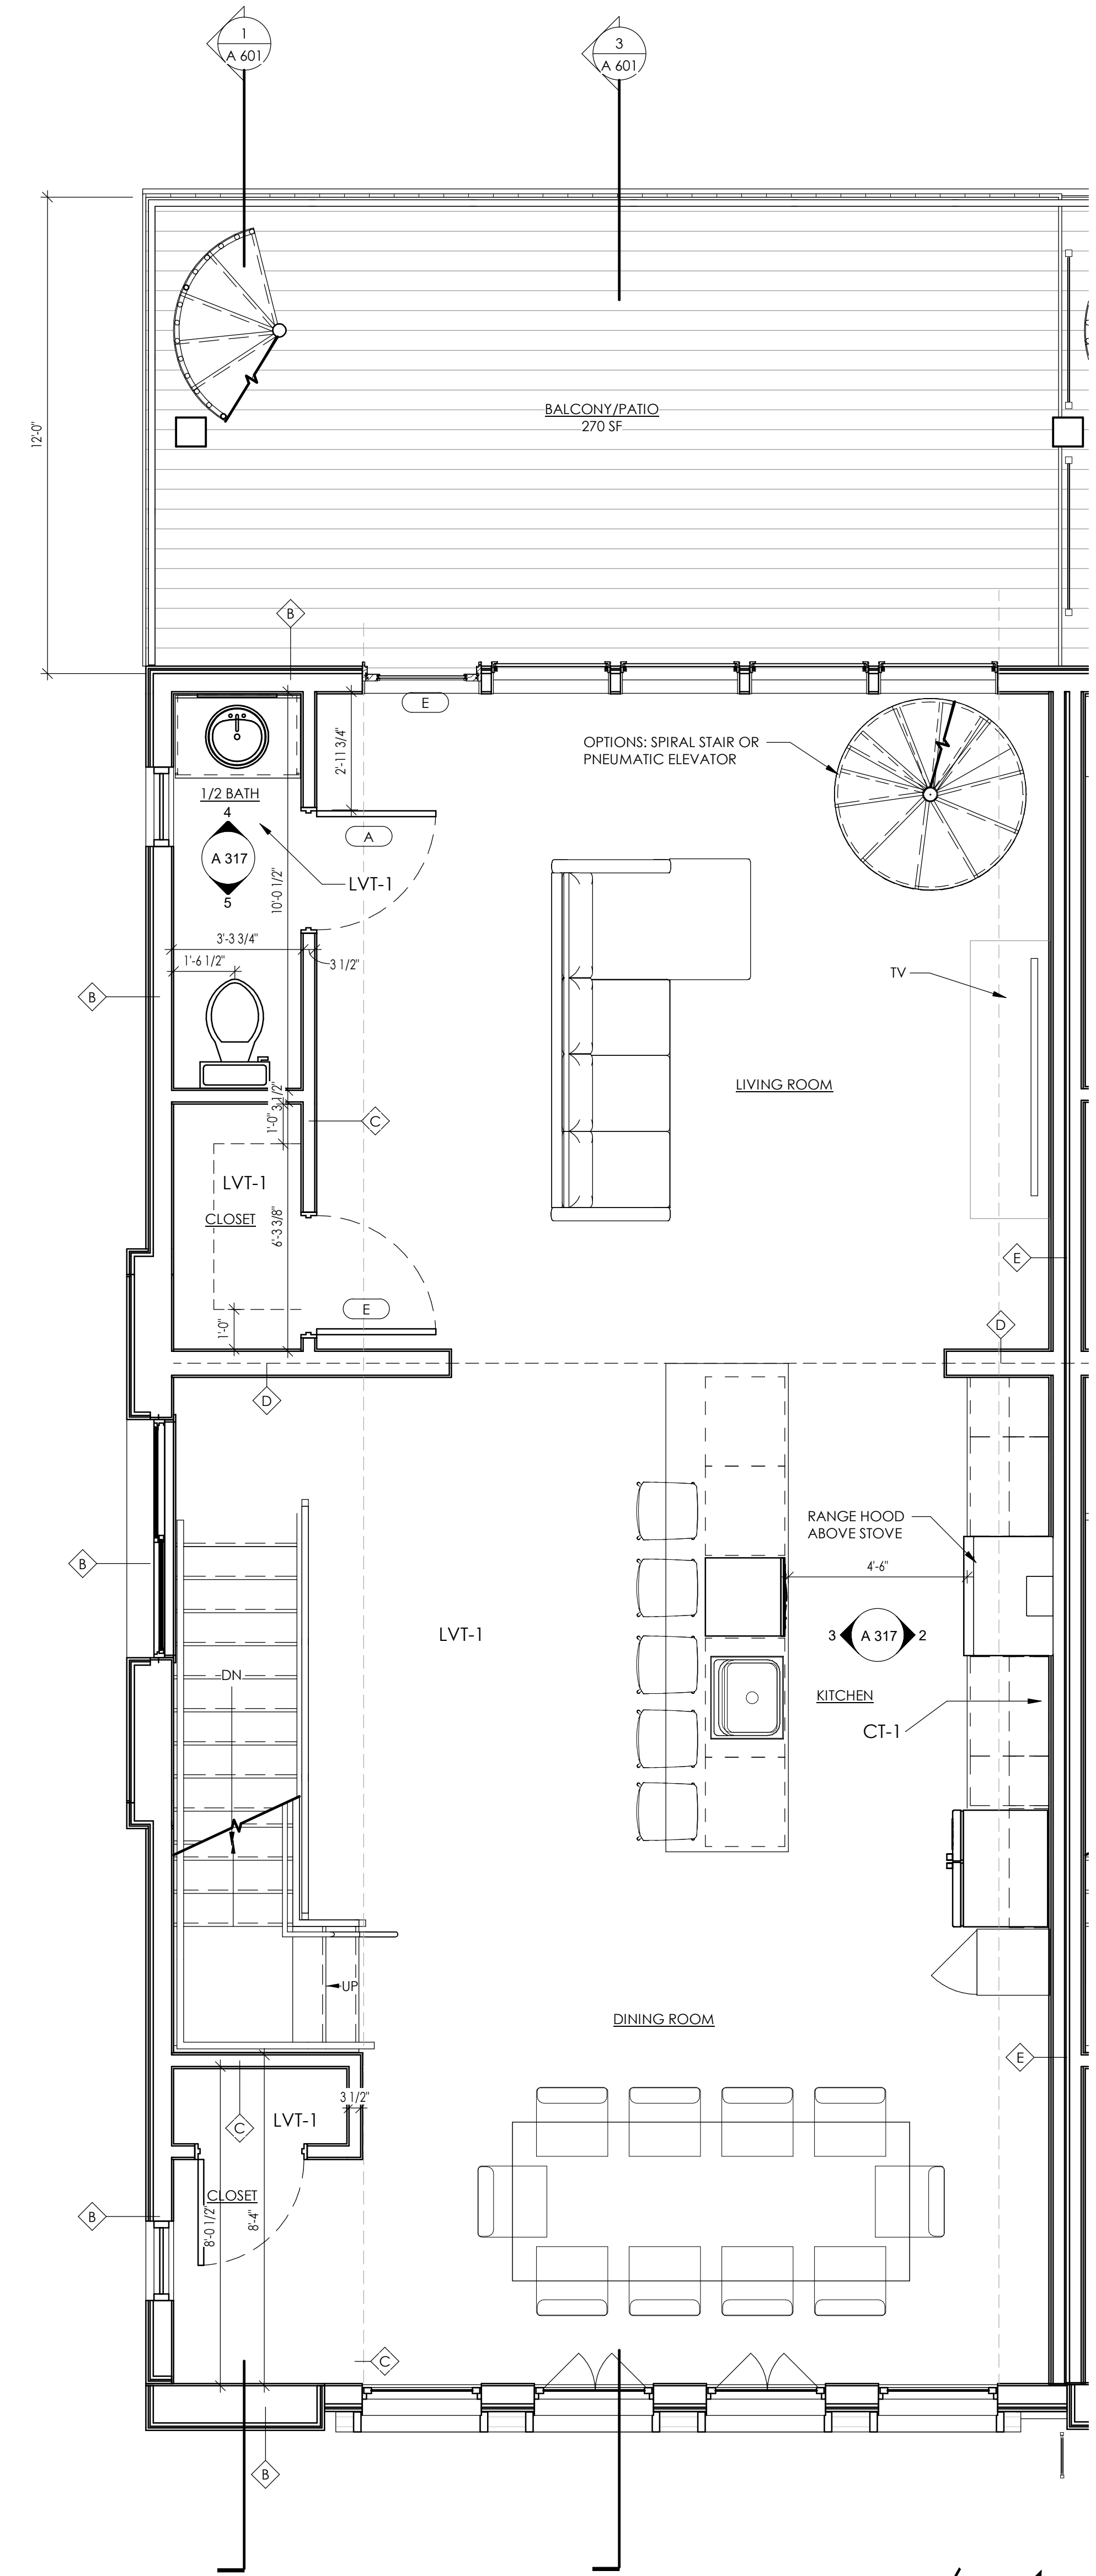 1
A 601
3
A 601
12'-0"
BALCONY/PATIO
270 SF
B
E
2'-11 3/4"
OPTIONS: SPIRAL STAIR OR
PNEUMATIC ELEVATOR
1/2 BATH
4
A 317
5
A
LVT-1
10'-0 1/2"
3'-3 3/4"
3 1/2"
1'-6 1/2"
TV
B
LIVING ROOM
3 1/2"
1'-0"
C
LVT-1
CLOSET
6'-3 3/8"
E
E
1'-0"
D
D
RANGE HOOD
ABOVE STOVE
B
4'-6"
LVT-1
3
A 317
2
DN
KITCHEN
CT-1
UP
DINING ROOM
E
3 1/2"
LVT-1
C
CLOSET
B
8'-0 1/2"
8'-4"
C
B